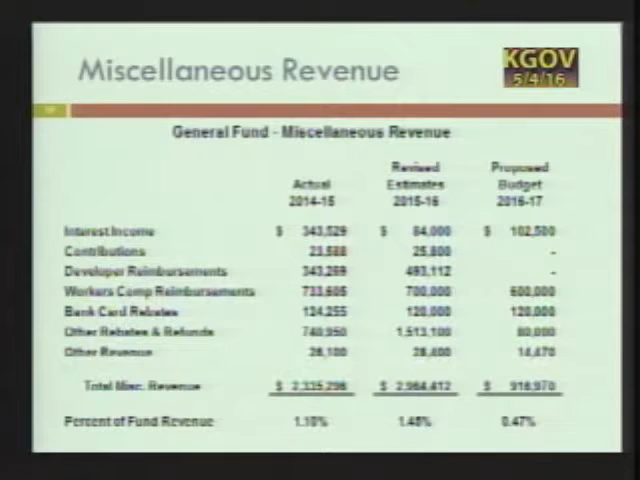 Miscellaneous Revenue
KGOV
5/4/16
General Fund - Miscellaneous Revenue
Actual 2014-15
Revised Estimates 2015-16
Proposed Budget 2016-17
Interest Income $ 343,529 $ 84,000 $ 102,500
Contributions 23,588 25,800 -
Developer Reimbursements 343,269 493,112 -
Workers Comp Reimbursements 733,605 700,000 600,000
Bank Card Rebates 124,255 120,000 120,000
Other Rebates & Refunds 740,950 1,513,100 80,000
Other Revenue 26,100 28,400 14,470
Total Misc. Revenue $ 2,335,296 $ 2,964,412 $ 916,970
Percent of Fund Revenue 1.10% 0.47%